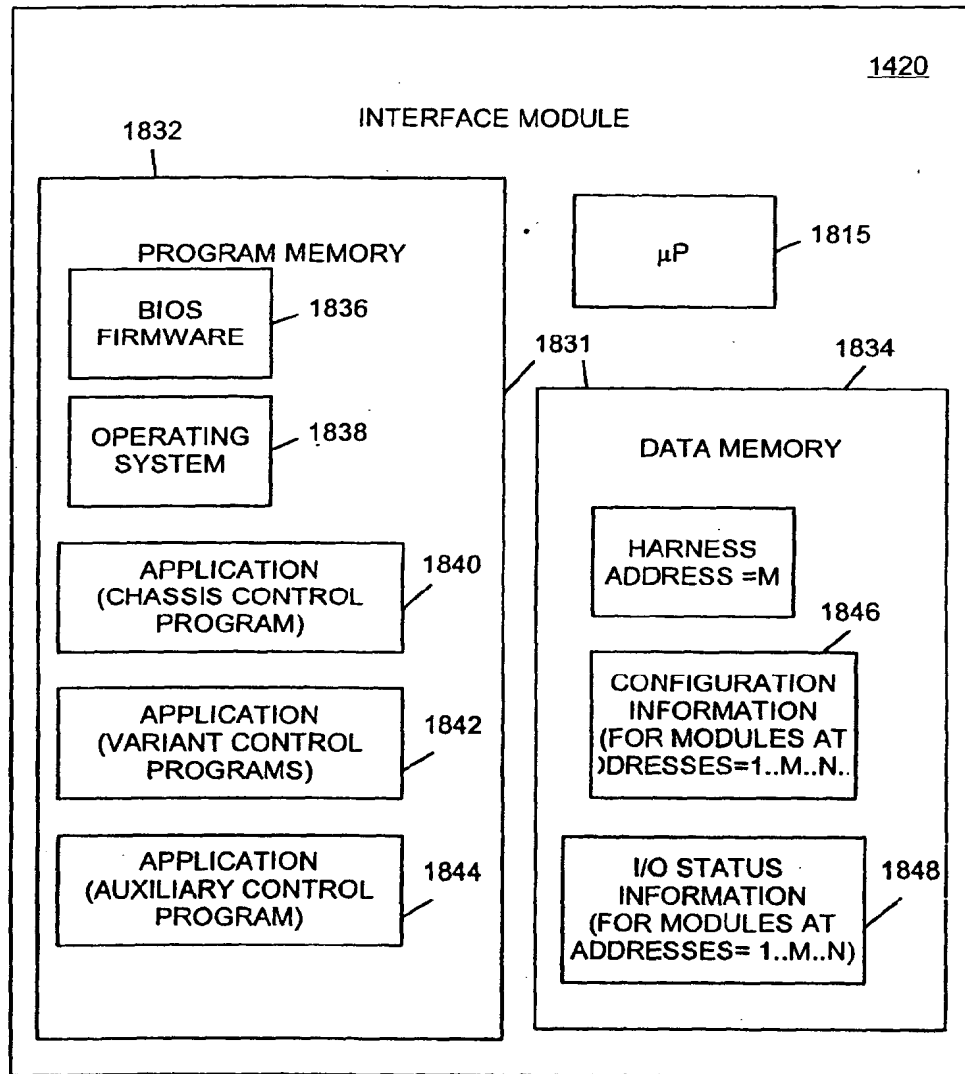 1420
INTERFACE MODULE
1832
PROGRAM MEMORY
BIOS
FIRMWARE
1836
OPERATING
SYSTEM
1838
APPLICATION
(CHASSIS CONTROL
PROGRAM)
1840
APPLICATION
(VARIANT CONTROL
PROGRAMS)
1842
APPLICATION
(AUXILIARY CONTROL
PROGRAM)
1844
µP
1815
1831
1834
DATA MEMORY
HARNESS
ADDRESS =M
1846
CONFIGURATION
INFORMATION
(FOR MODULES AT
)DRESSES=1..M..N..
I/O STATUS
INFORMATION
(FOR MODULES AT
ADDRESSES= 1..M..N)
1848